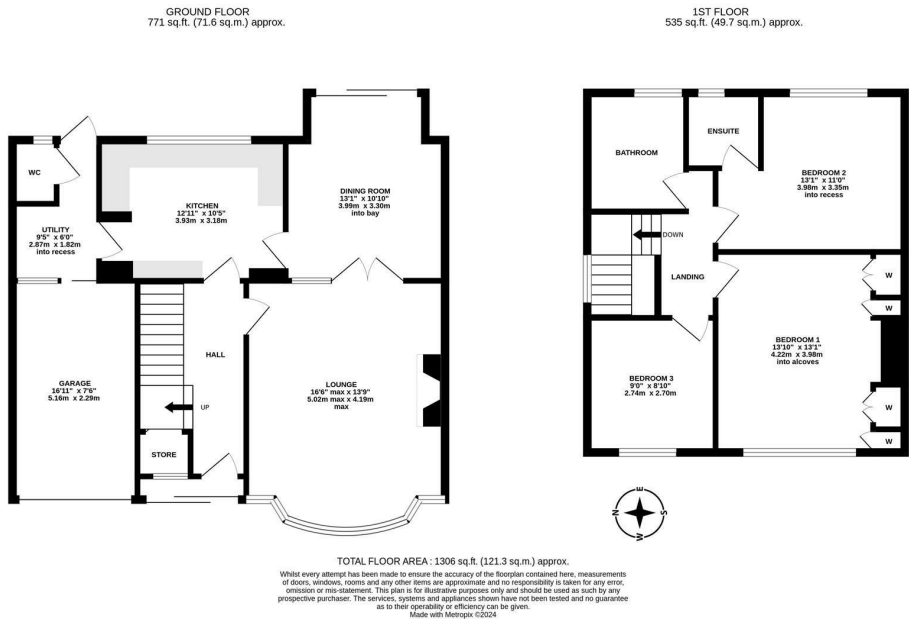 GROUND FLOOR
771 sq.ft. (71.6 sq.m.) approx.
1ST FLOOR
535 sq.ft. (49.7 sq.m.) approx.
WC
UTILITY
9'5" x 6'0"
2.87m x 1.82m
into recess
KITCHEN
12'11" x 10'5"
3.93m x 3.18m
DINING ROOM
13'1" x 10'10"
3.99m x 3.30m
into bay
GARAGE
16'11" x 7'6"
5.16m x 2.29m
HALL
UP
STORE
LOUNGE
16'6" max x 13'9"
5.02m max x 4.19m
max
BATHROOM
ENSUITE
BEDROOM 2
13'1" x 11'0"
3.98m x 3.35m
into recess
DOWN
LANDING
BEDROOM 1
13'10" x 13'1"
4.22m x 3.98m
into alcoves
W
W
W
W
BEDROOM 3
9'0" x 8'10"
2.74m x 2.70m
N
E
S
W
TOTAL FLOOR AREA : 1306 sq.ft. (121.3 sq.m.) approx.
Whilst every attempt has been made to ensure the accuracy of the floorplan contained here, measurements
of doors, windows, rooms and any other items are approximate and no responsibility is taken for any error,
omission or mis-statement. This plan is for illustrative purposes only and should be used as such by any
prospective purchaser. The services, systems and appliances shown have not been tested and no guarantee
as to their operability or efficiency can be given.
Made with Metropix ©2024